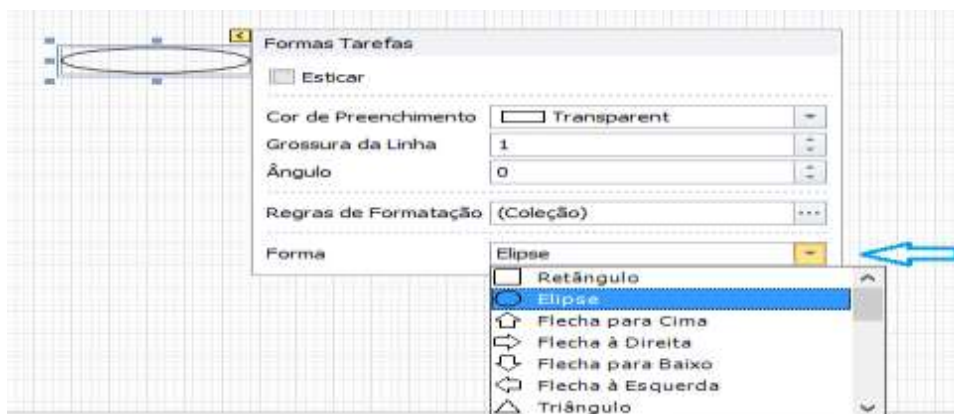 Formas Tarefas
Esticar
Cor de Preenchimento Transparent
Grossura da Linha 1
Ângulo 0
Regras de Formatação (Coleção)
Forma Elipse
Retângulo
Elipse
Flecha para Cima
Flecha à Direita
Flecha para Baixo
Flecha à Esquerda
Triângulo